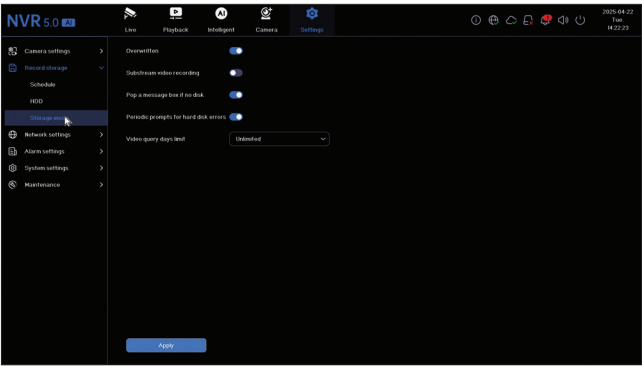 NVR 5.0 AI
Live
Playback
AI
Intelligent
Camera
Settings
2025-04-22
Tue
14:22:23
Camera settings
Record storage
Schedule
HDD
Storage
Network settings
Alarm settings
System settings
Maintenance
Overwritten
Substream video recording
Pop a message box if no disk
Periodic prompts for hard disk errors
Video query days limit
Unlimited
Apply